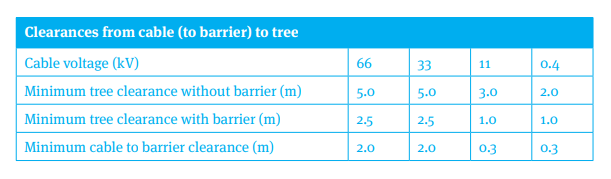 Clearances from cable (to barrier) to tree
Cable voltage (kV) 66 33 11 0.4
Minimum tree clearance without barrier (m) 5.0 5.0 3.0 2.0
Minimum tree clearance with barrier (m) 2.5 2.5 1.0 1.0
Minimum cable to barrier clearance (m) 2.0 2.0 0.3 0.3